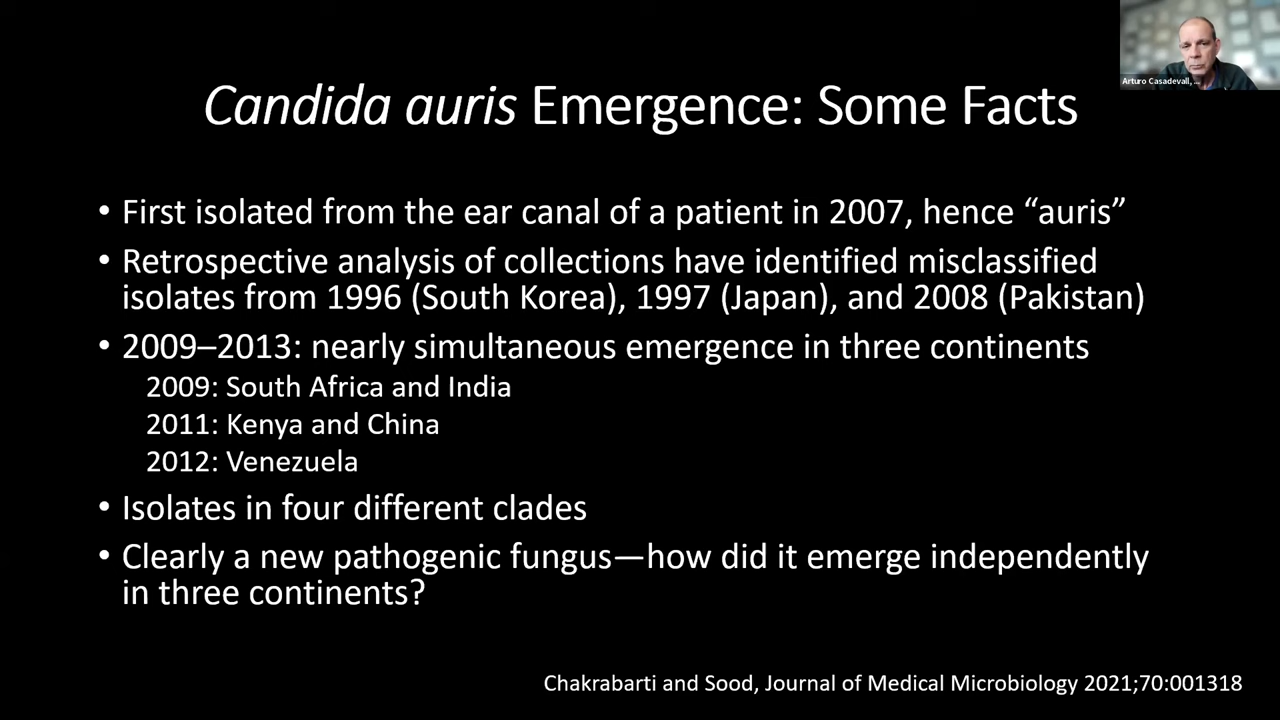 Arturo Casadevall, ...
Candida auris Emergence: Some Facts
• First isolated from the ear canal of a patient in 2007, hence “auris”
• Retrospective analysis of collections have identified misclassified
isolates from 1996 (South Korea), 1997 (Japan), and 2008 (Pakistan)
• 2009–2013: nearly simultaneous emergence in three continents
2009: South Africa and India
2011: Kenya and China
2012: Venezuela
• Isolates in four different clades
• Clearly a new pathogenic fungus—how did it emerge independently
in three continents?
Chakrabarti and Sood, Journal of Medical Microbiology 2021;70:001318